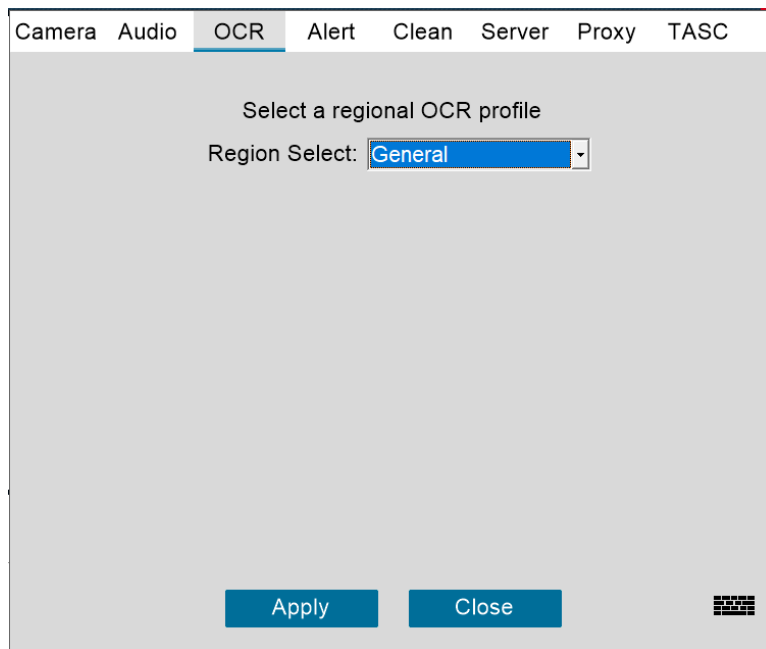 Camera Audio OCR Alert Clean Server Proxy TASC
Select a regional OCR profile
Region Select: General
Apply Close